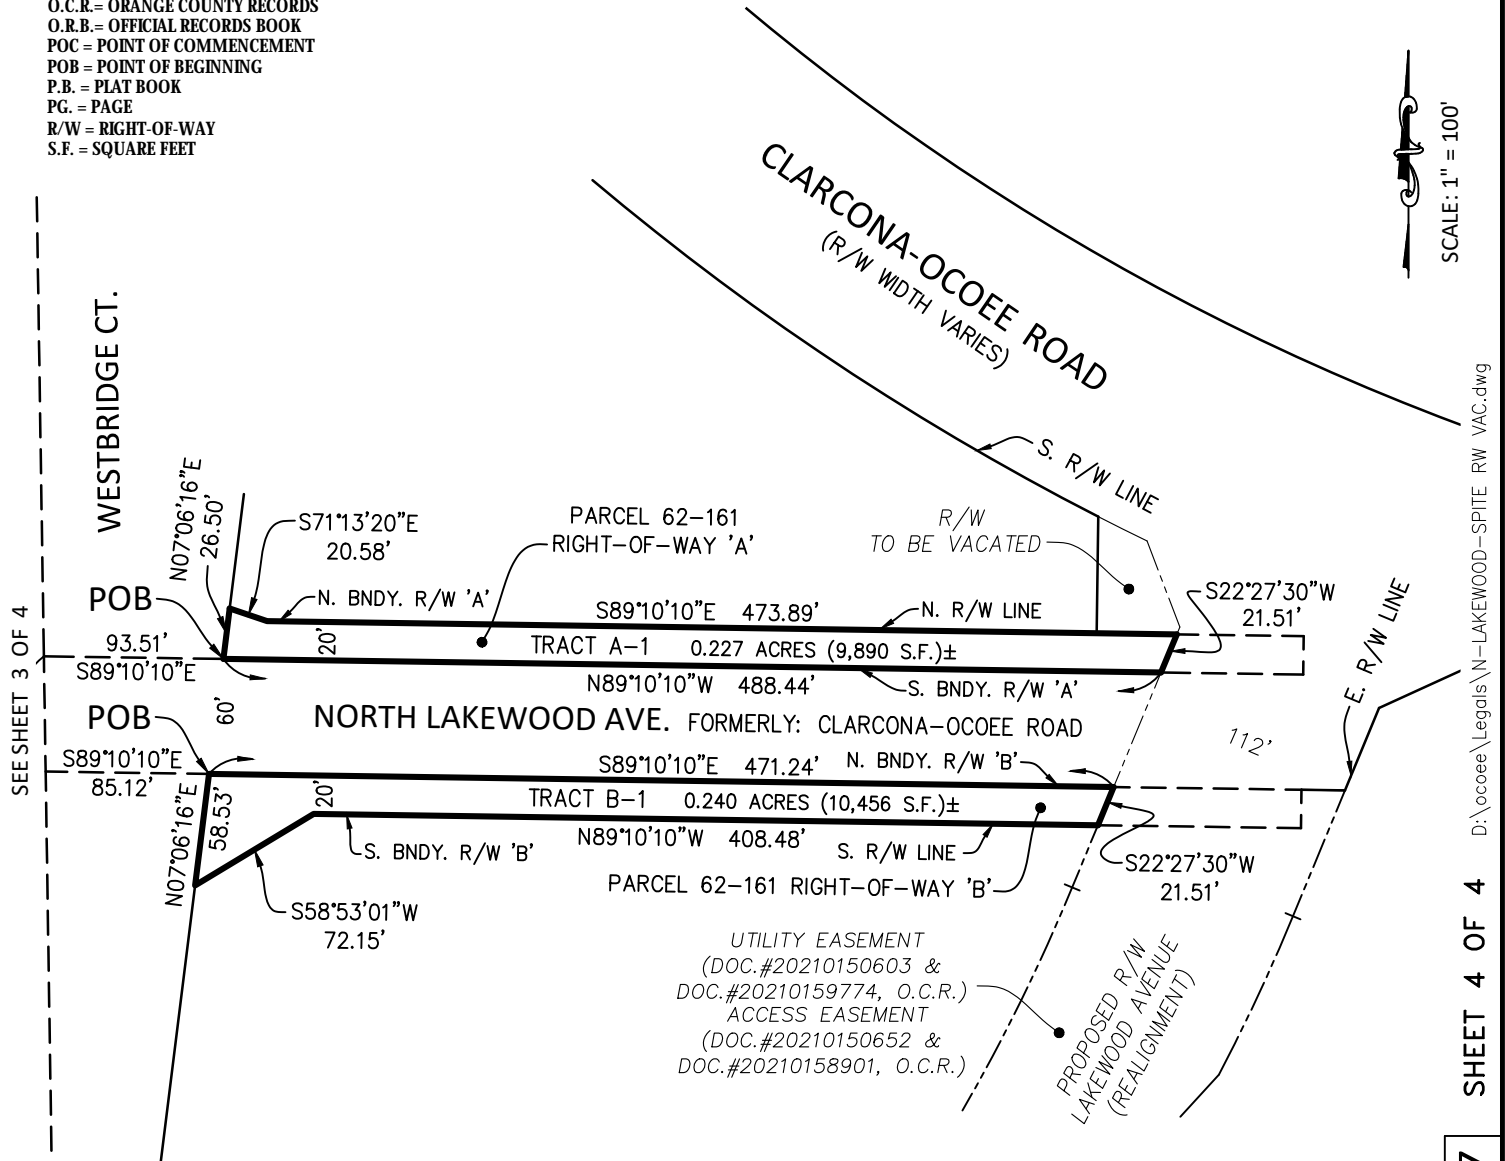 O.C.R.= ORANGE COUNTY RECORDS
O.R.B.= OFFICIAL RECORDS BOOK
POC = POINT OF COMMENCEMENT
POB = POINT OF BEGINNING
P.B. = PLAT BOOK
PG. = PAGE
R/W = RIGHT-OF-WAY
S.F. = SQUARE FEET
SCALE: 1" = 100'
CLARCONA-OCOEE ROAD
(R/W WIDTH VARIES)
S. R/W LINE
WESTBRIDGE CT.
N07°06'16"E
26.50'
S71°13'20"E
20.58'
PARCEL 62-161
RIGHT-OF-WAY 'A'
R/W
TO BE VACATED
N. BNDY. R/W 'A'
S89°10'10"E 473.89'
N. R/W LINE
S22°27'30"W
21.51'
POB
93.51'
S89°10'10"E
20'
TRACT A-1 0.227 ACRES (9,890 S.F.)±
N89°10'10"W 488.44'
S. BNDY. R/W 'A'
E. R/W LINE
SEE SHEET 3 OF 4
60'
POB
NORTH LAKEWOOD AVE. FORMERLY: CLARCONA-OCOEE ROAD
112'
S89°10'10"E
85.12'
S89°10'10"E 471.24'
N. BNDY. R/W 'B'
N07°06'16"E
58.53'
20'
TRACT B-1 0.240 ACRES (10,456 S.F.)±
N89°10'10"W 408.48'
S. BNDY. R/W 'B'
S. R/W LINE
S22°27'30"W
21.51'
PARCEL 62-161 RIGHT-OF-WAY 'B'
S58°53'01"W
72.15'
UTILITY EASEMENT
(DOC.#20210150603 &
DOC.#20210159774, O.C.R.)
ACCESS EASEMENT
(DOC.#20210150652 &
DOC.#20210158901, O.C.R.)
PROPOSED R/W
LAKEWOOD AVENUE
(REALIGNMENT)
D:\ocoee\Legals\N-LAKEWOOD-SPITE RW VAC.dwg
SHEET 4 OF 4
7